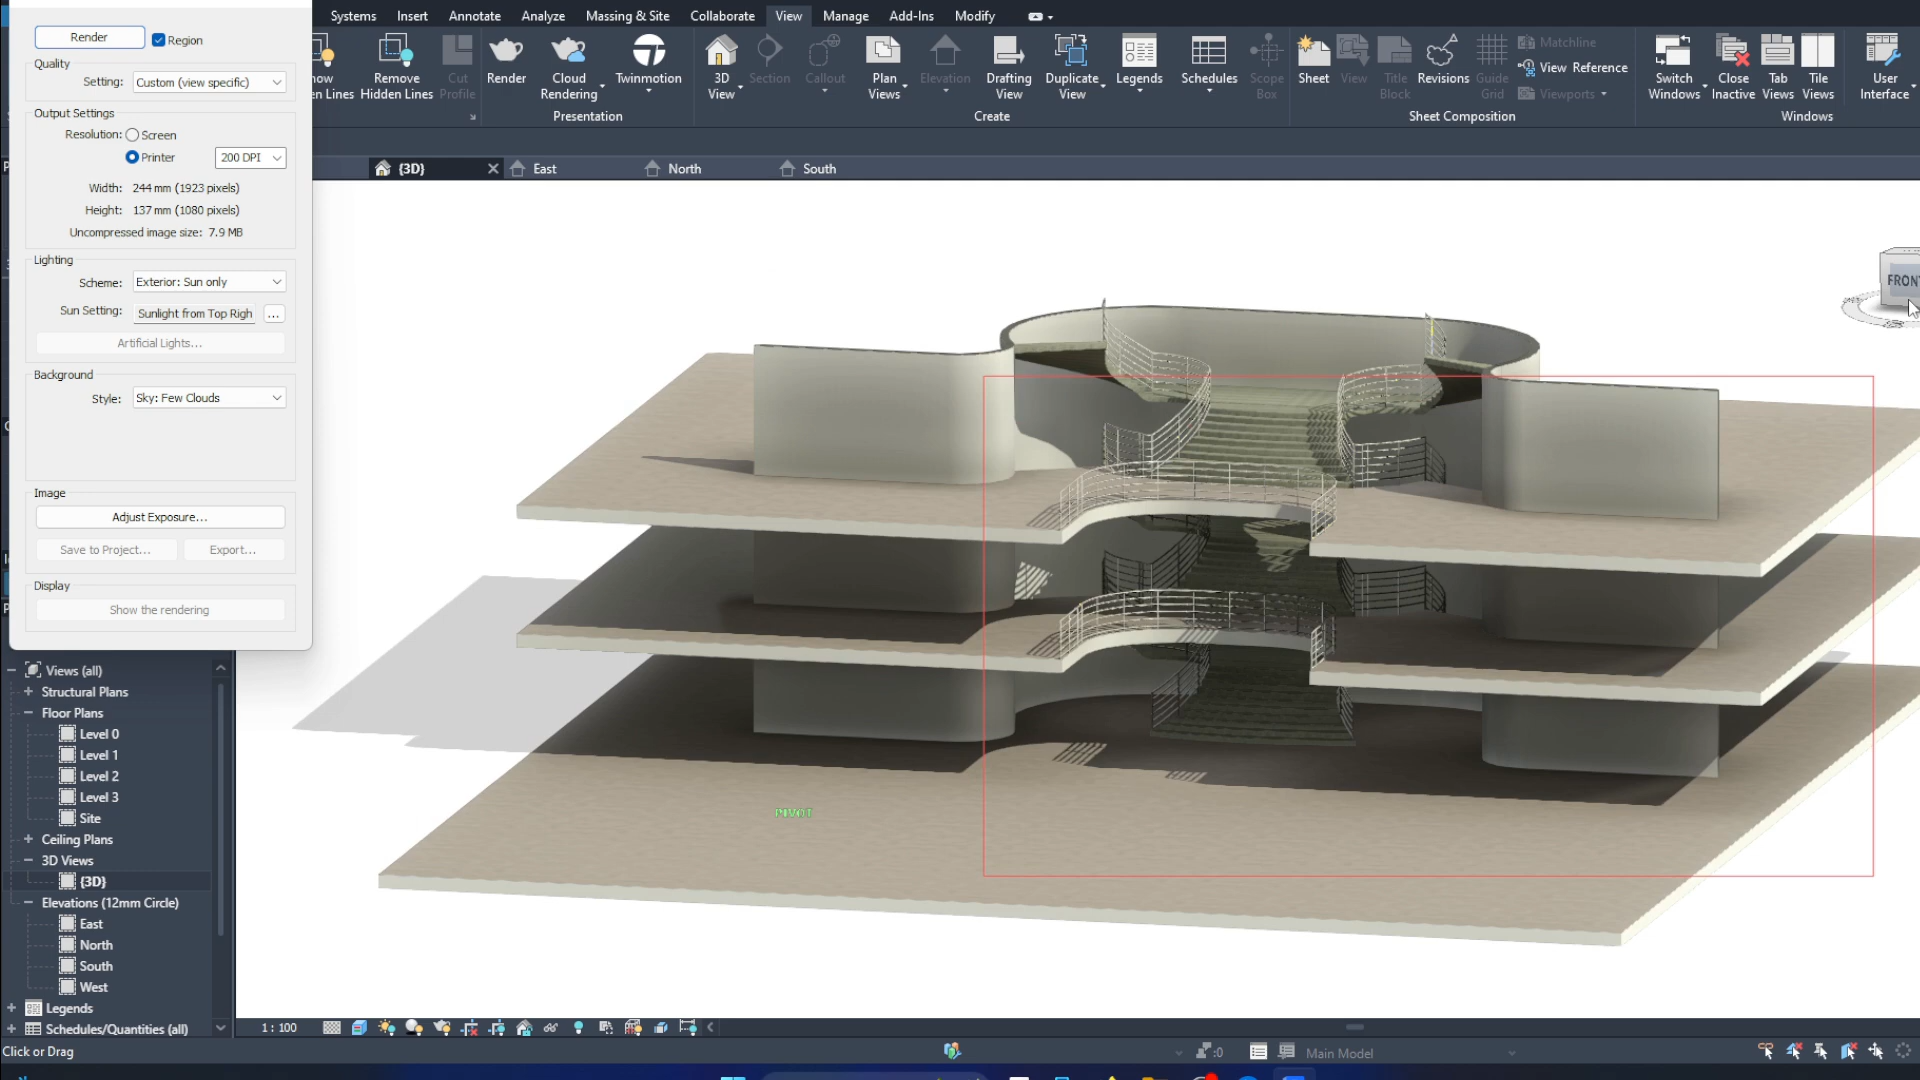 Systems Insert Annotate Analyze Massing & Site Collaborate View Manage Add-Ins Modify
Render
Region
Quality
Setting: Custom (view specific)
Output Settings
Resolution: Screen
Printer 200 DPI
Width: 244 mm (1923 pixels)
Height: 137 mm (1080 pixels)
Uncompressed image size: 7.9 MB
Lighting
Scheme: Exterior: Sun only
Sun Setting: Sunlight from Top Righ ...
Artificial Lights...
Background
Style: Sky: Few Clouds
Image
Adjust Exposure...
Save to Project... Export...
Display
Show the rendering
Remove
Hidden Lines
Cut
Profile
Render
Cloud
Rendering
Twinmotion
Presentation
3D
View
Section
Callout
Plan
Views
Elevation
Drafting
View
Duplicate
View
Legends
Schedules
Scope
Box
Create
Sheet
View
Title
Block
Revisions
Guide
Grid
Matchline
View Reference
Viewports
Sheet Composition
Switch
Windows
Close
Inactive
Tab
Views
Tile
Views
User
Interface
Windows
{3D} East North South
FRONT
PIVOT
Views (all)
Structural Plans
Floor Plans
Level 0
Level 1
Level 2
Level 3
Site
Ceiling Plans
3D Views
{3D}
Elevations (12mm Circle)
East
North
South
West
Legends
Schedules/Quantities (all)
1 : 100
Click or Drag
:0
Main Model